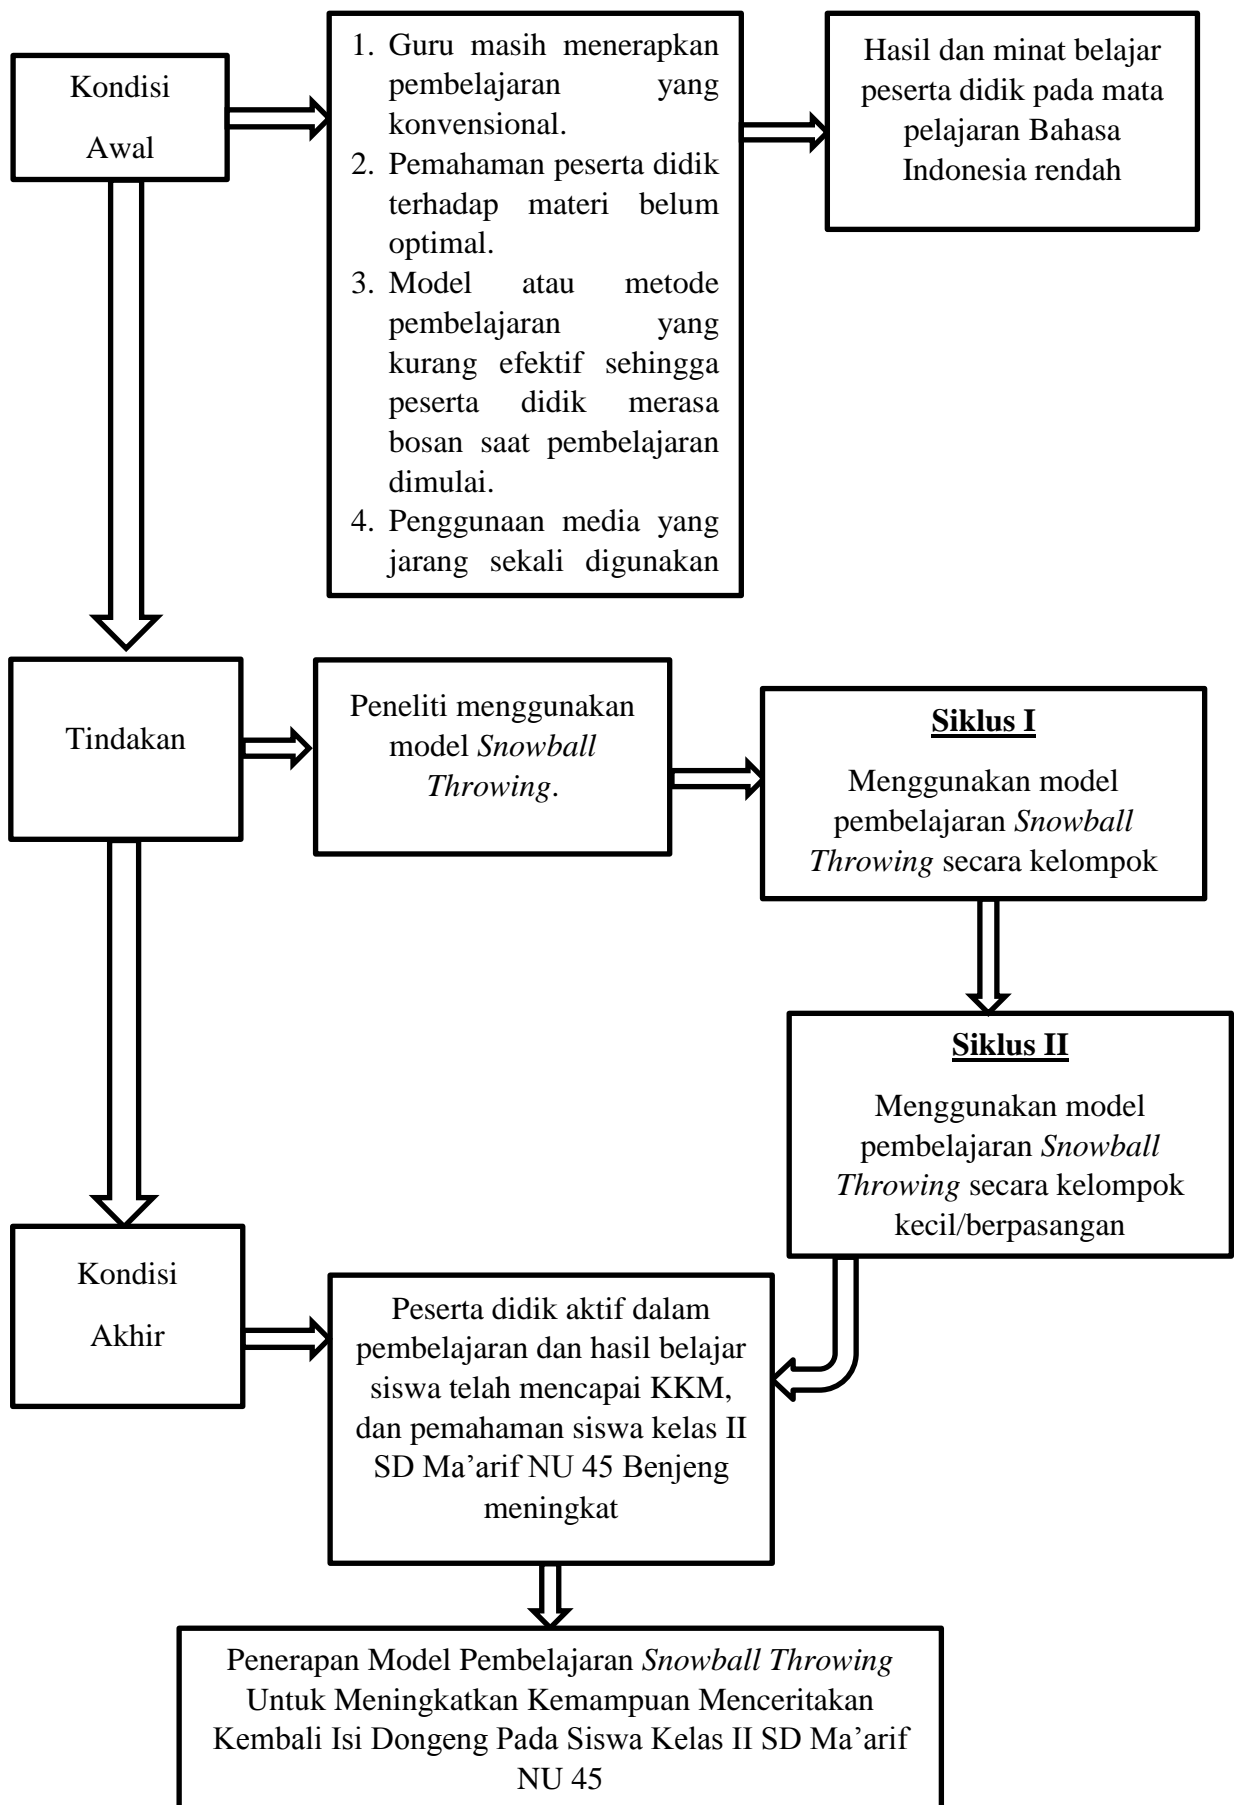 Kondisi
Awal
1. Guru masih menerapkan
pembelajaran yang
konvensional.
2. Pemahaman peserta didik
terhadap materi belum
optimal.
3. Model atau metode
pembelajaran yang
kurang efektif sehingga
peserta didik merasa
bosan saat pembelajaran
dimulai.
4. Penggunaan media yang
jarang sekali digunakan
Hasil dan minat belajar
peserta didik pada mata
pelajaran Bahasa
Indonesia rendah
Tindakan
Peneliti menggunakan
model Snowball
Throwing.
Siklus I
Menggunakan model
pembelajaran Snowball
Throwing secara kelompok
Siklus II
Menggunakan model
pembelajaran Snowball
Throwing secara kelompok
kecil/berpasangan
Kondisi
Akhir
Peserta didik aktif dalam
pembelajaran dan hasil belajar
siswa telah mencapai KKM,
dan pemahaman siswa kelas II
SD Ma’arif NU 45 Benjeng
meningkat
Penerapan Model Pembelajaran Snowball Throwing
Untuk Meningkatkan Kemampuan Menceritakan
Kembali Isi Dongeng Pada Siswa Kelas II SD Ma’arif
NU 45